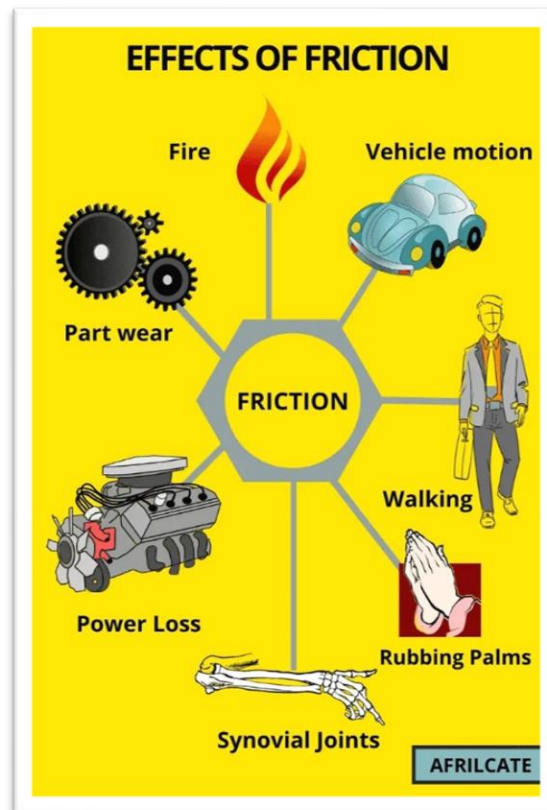 EFFECTS OF FRICTION
Fire
Vehicle motion
Part wear
FRICTION
Walking
Power Loss
Rubbing Palms
Synovial Joints
AFRILCATE